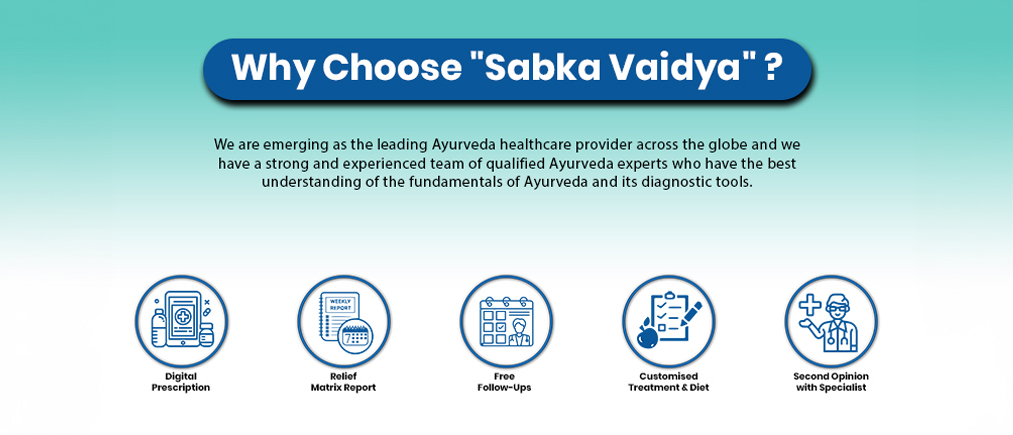 Why Choose "Sabka Vaidya" ?
We are emerging as the leading Ayurveda healthcare provider across the globe and we
have a strong and experienced team of qualified Ayurveda experts who have the best
understanding of the fundamentals of Ayurveda and its diagnostic tools.
WEEKLY
REPORT
7
Digital
Prescription
Relief
Matrix Report
Free
Follow-Ups
Customised
Treatment & Diet
Second Opinion
with Specialist